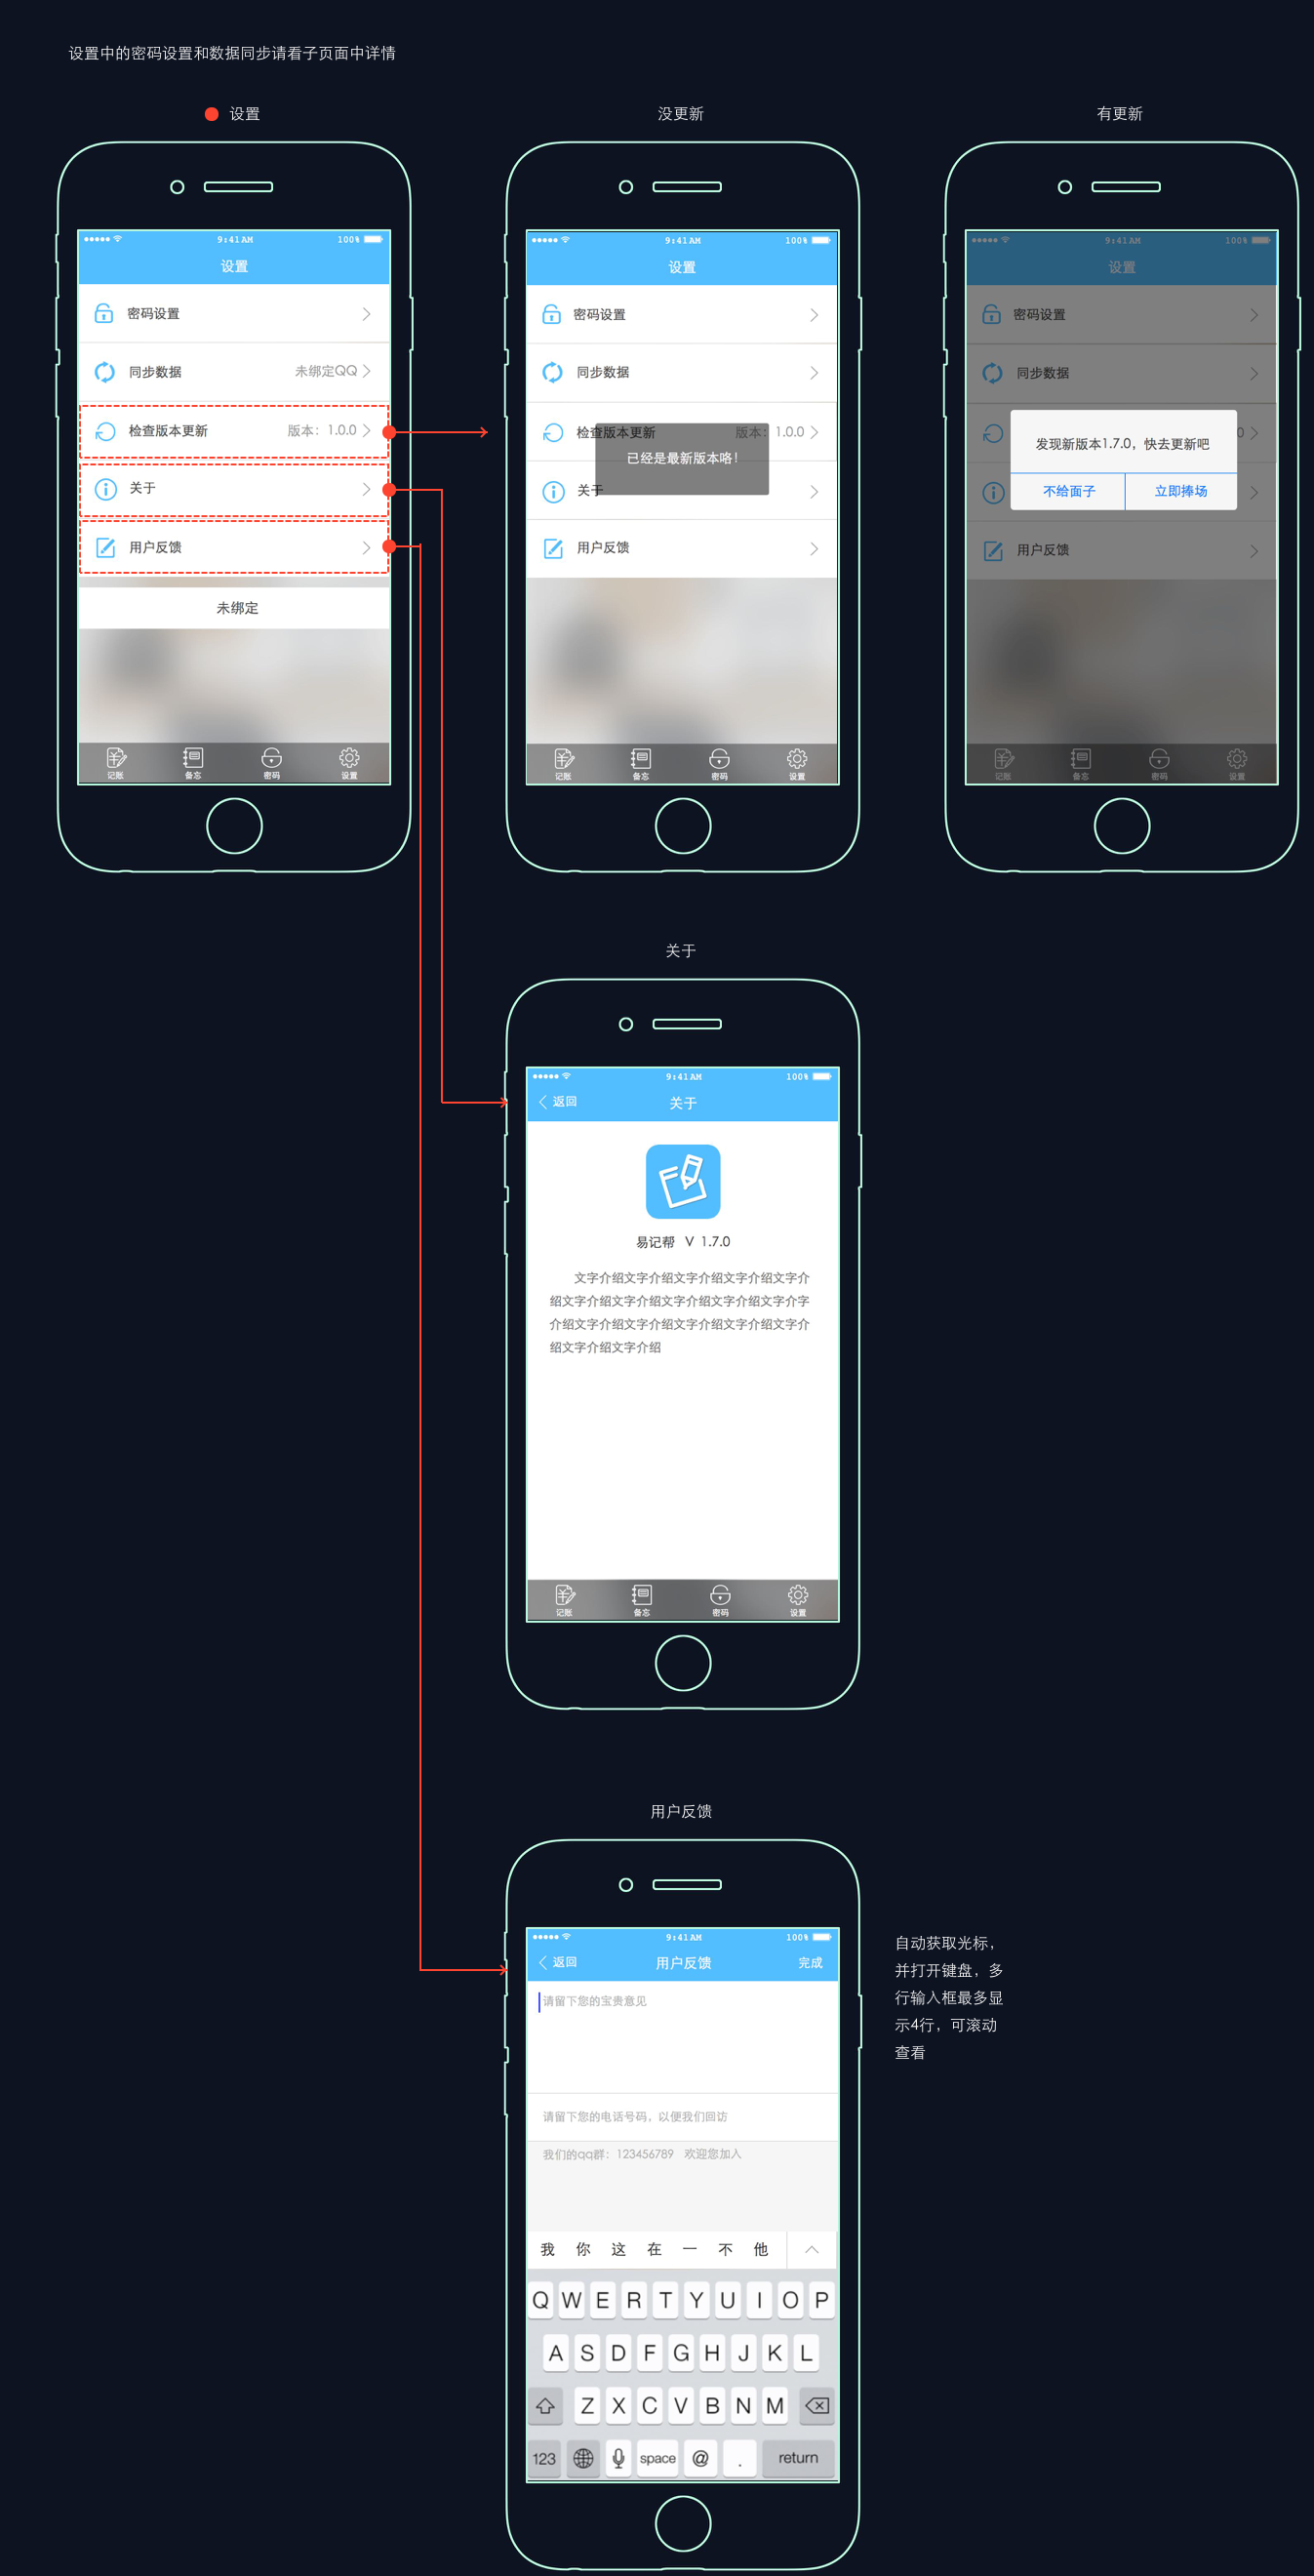 设置中的密码设置和数据同步请看子页面中详情
设置
9:41AM
100%
设置
密码设置
同步数据
未绑定QQ
检查版本更新
版本：1.0.0
关于
用户反馈
未绑定
记账
备忘
密码
设置
没更新
9:41AM
100%
设置
密码设置
同步数据
检查版本更新
版本：1.0.0
已经是最新版本咯！
关于
用户反馈
记账
备忘
密码
设置
有更新
9:41AM
100%
设置
密码设置
同步数据
0
发现新版本1.7.0，快去更新吧
不给面子
立即捧场
用户反馈
记账
备忘
密码
设置
关于
9:41AM
100%
返回
关于
易记帮 V 1.7.0
文字介绍文字介绍文字介绍文字介绍文字介
绍文字介绍文字介绍文字介绍文字介绍文字介字
介绍文字介绍文字介绍文字介绍文字介绍文字介
绍文字介绍文字介绍
记账
备忘
密码
设置
用户反馈
9:41AM
100%
返回
用户反馈
完成
请留下您的宝贵意见
请留下您的电话号码，以便我们回访
我们的qq群：123456789 欢迎您加入
我 你 这 在 一 不 他
Q W E R T Y U I O P
A S D F G H J K L
Z X C V B N M
123 space @ . return
自动获取光标，
并打开键盘，多
行输入框最多显
示4行，可滚动
查看